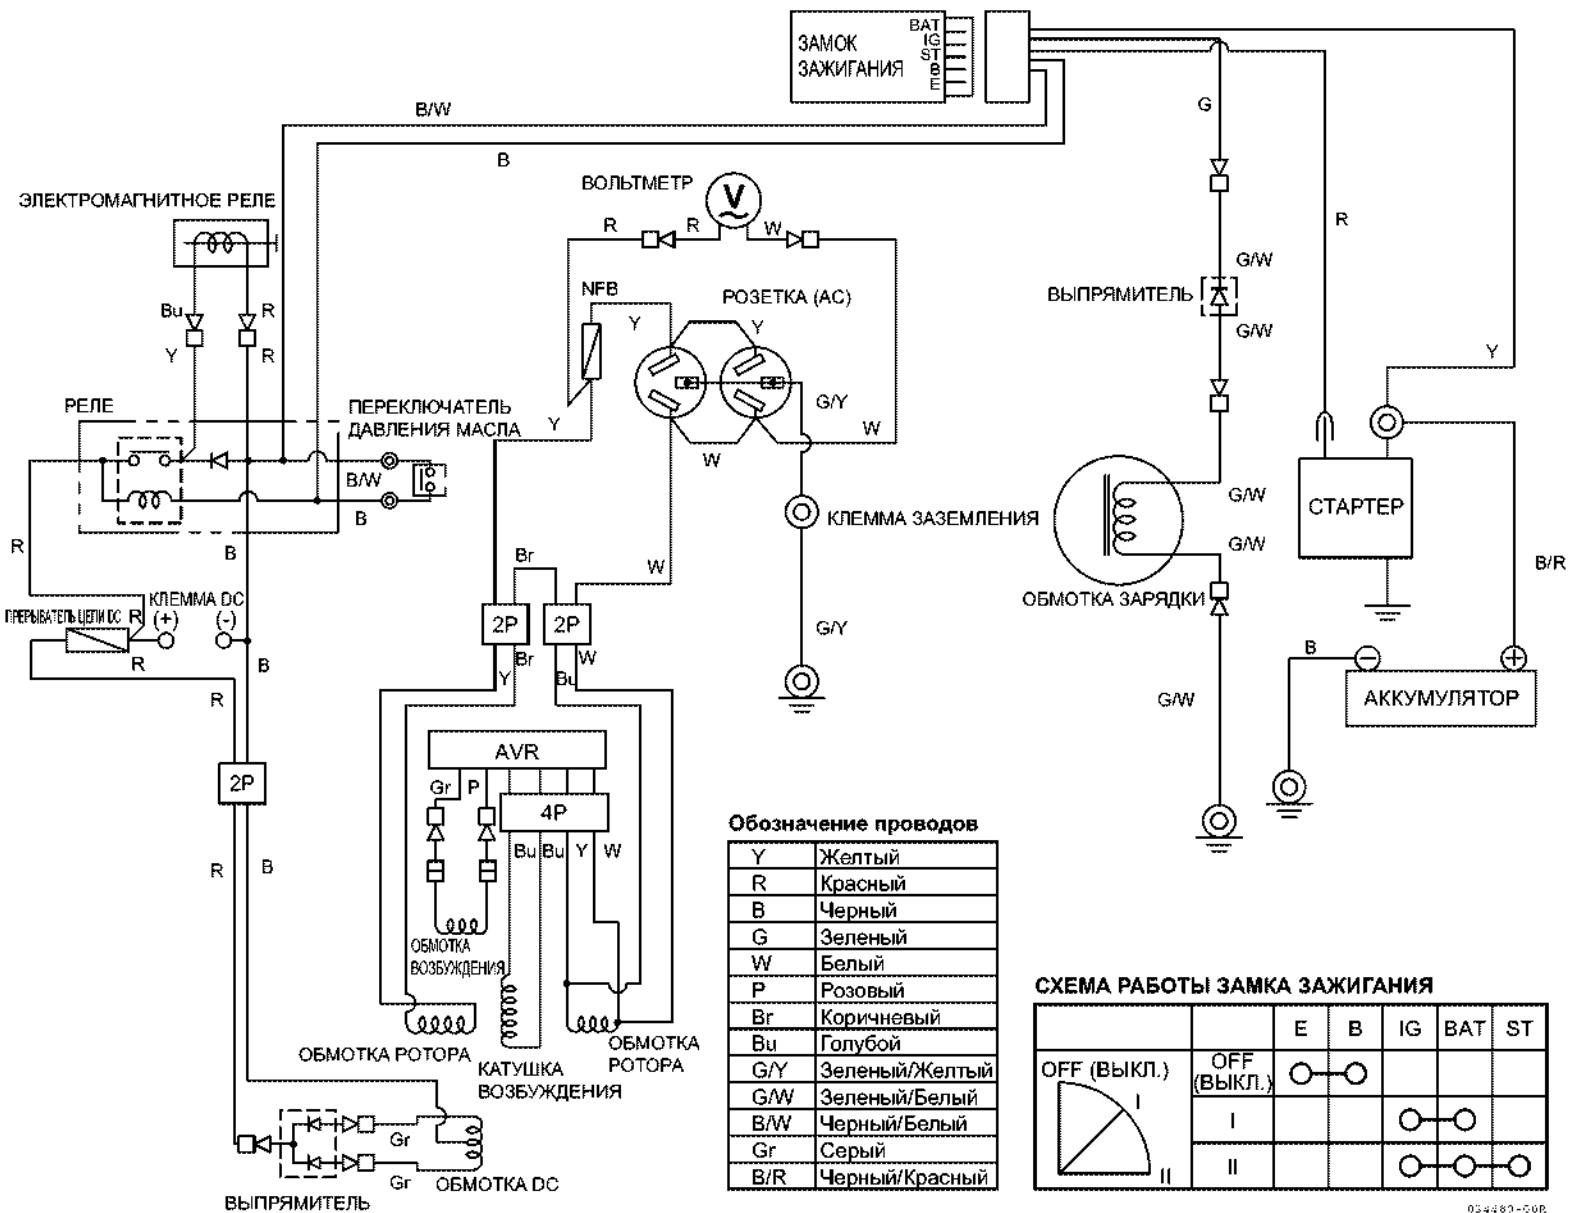 ЗАМОК
ЗАЖИГАНИЯ
BAT
IG
ST
B
E
B/W
B
G
R
Y
ЭЛЕКТРОМАГНИТНОЕ РЕЛЕ
Bu
R
Y
R
ВОЛЬТМЕТР
V
R
R
W
NFB
Y
РОЗЕТКА (AC)
Y
G/Y
W
W
Y
G/W
ВЫПРЯМИТЕЛЬ
G/W
РЕЛЕ
ПЕРЕКЛЮЧАТЕЛЬ
ДАВЛЕНИЯ МАСЛА
B/W
B
R
B
КЛЕММА ЗАЗЕМЛЕНИЯ
G/Y
G/W
G/W
ОБМОТКА ЗАРЯДКИ
G/W
СТАРТЕР
B/R
B
АККУМУЛЯТОР
ПРЕРЫВАТЕЛЬ ЦЕПИ DC
R
КЛЕММА DC
(+)
(-)
R
B
R
2P
R
B
Br
W
2P
2P
Y
Br
Bu
W
AVR
Gr
P
4P
Bu
Bu
Y
W
ОБМОТКА
ВОЗБУЖДЕНИЯ
ОБМОТКА РОТОРА
КАТУШКА
ВОЗБУЖДЕНИЯ
ОБМОТКА
РОТОРА
Gr
Gr
ОБМОТКА DC
ВЫПРЯМИТЕЛЬ
Обозначение проводов
Y Желтый
R Красный
B Черный
G Зеленый
W Белый
P Розовый
Br Коричневый
Bu Голубой
G/Y Зеленый/Желтый
G/W Зеленый/Белый
B/W Черный/Белый
Gr Серый
B/R Черный/Красный
СХЕМА РАБОТЫ ЗАМКА ЗАЖИГАНИЯ
E B IG BAT ST
OFF (ВЫКЛ.)
OFF
(ВЫКЛ.)
I
I
II
II